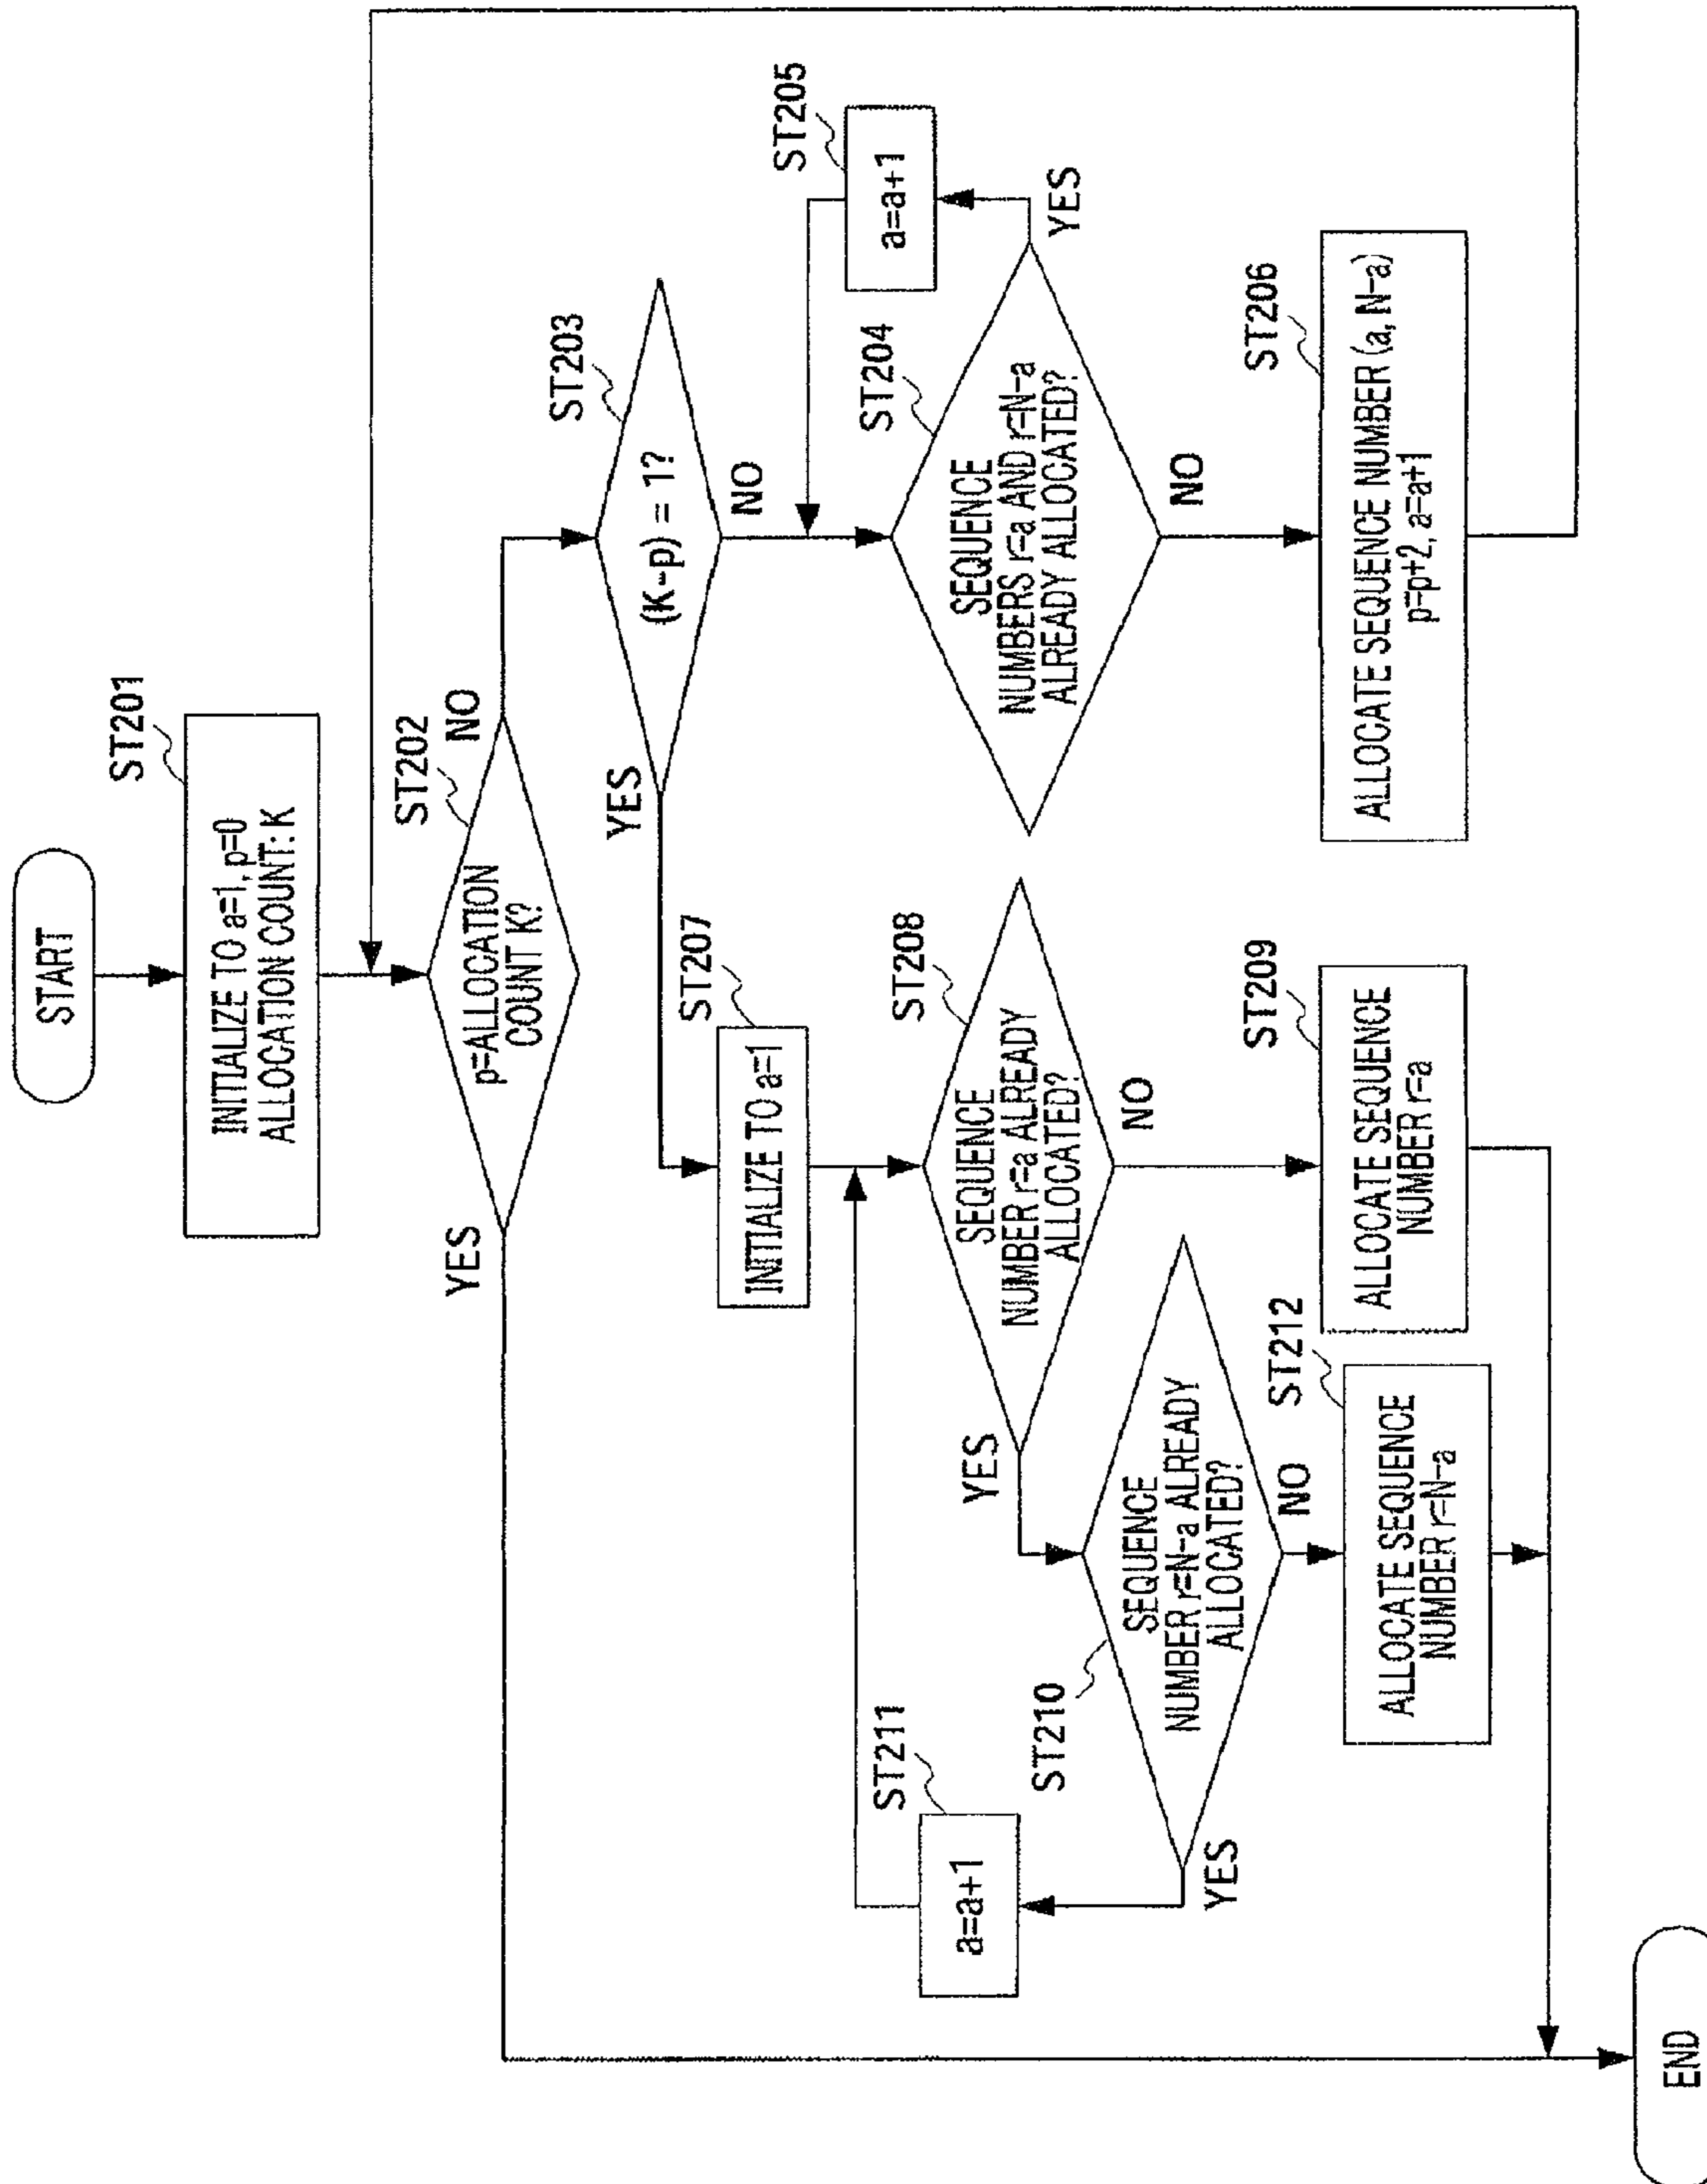 START
ST201
INITIALIZE TO a=1, p=0
ALLOCATION COUNT: K
ST202
p=ALLOCATION
COUNT K?
YES
NO
ST203
(K-p) = 1?
YES
NO
ST205
a=a+1
ST204
SEQUENCE
NUMBERS r=a AND r=N-a
ALREADY ALLOCATED?
YES
NO
ST206
ALLOCATE SEQUENCE NUMBER (a, N-a)
p=p+2, a=a+1
ST207
INITIALIZE TO a=1
ST208
SEQUENCE
NUMBER r=a ALREADY
ALLOCATED?
YES
NO
ST209
ALLOCATE SEQUENCE
NUMBER r=a
ST210
SEQUENCE
NUMBER r=N-a ALREADY
ALLOCATED?
YES
NO
ST211
a=a+1
ST212
ALLOCATE SEQUENCE
NUMBER r=N-a
END